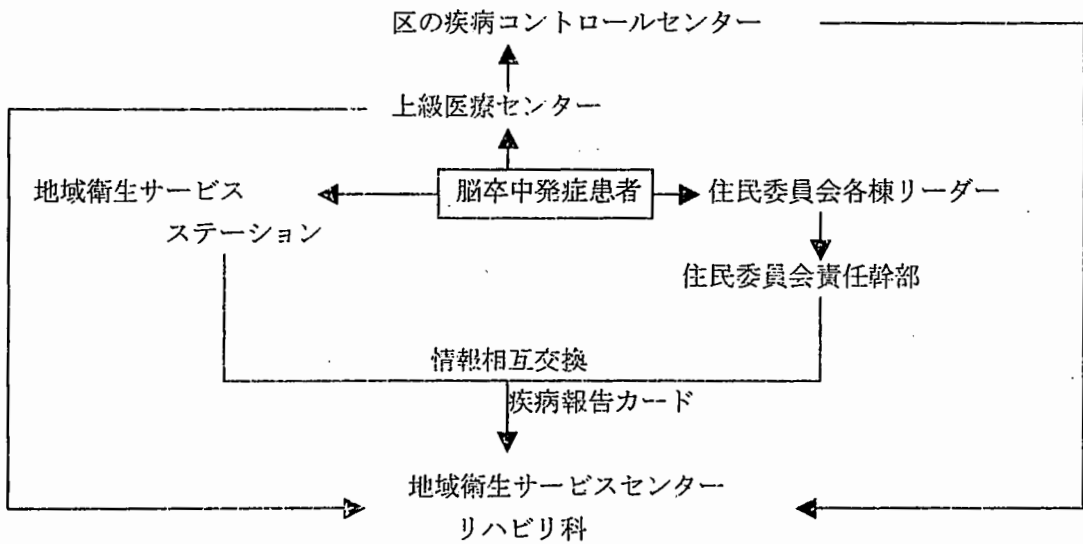 区の疾病コントロールセンター
上級医療センター
地域衛生サービス
ステーション
脳卒中発症患者
住民委員会各棟リーダー
住民委員会責任幹部
情報相互交換
疾病報告カード
地域衛生サービスセンター
リハビリ科